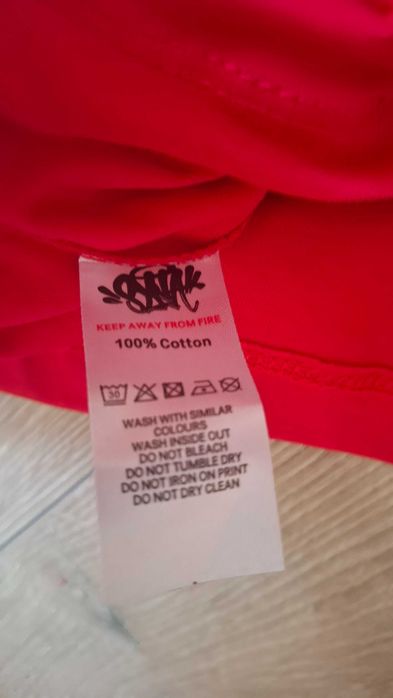 KEEP AWAY FROM FIRE
100% Cotton
30
WASH WITH SIMILAR
COLOURS
WASH INSIDE OUT
DO NOT BLEACH
DO NOT TUMBLE DRY
DO NOT IRON ON PRINT
DO NOT DRY CLEAN